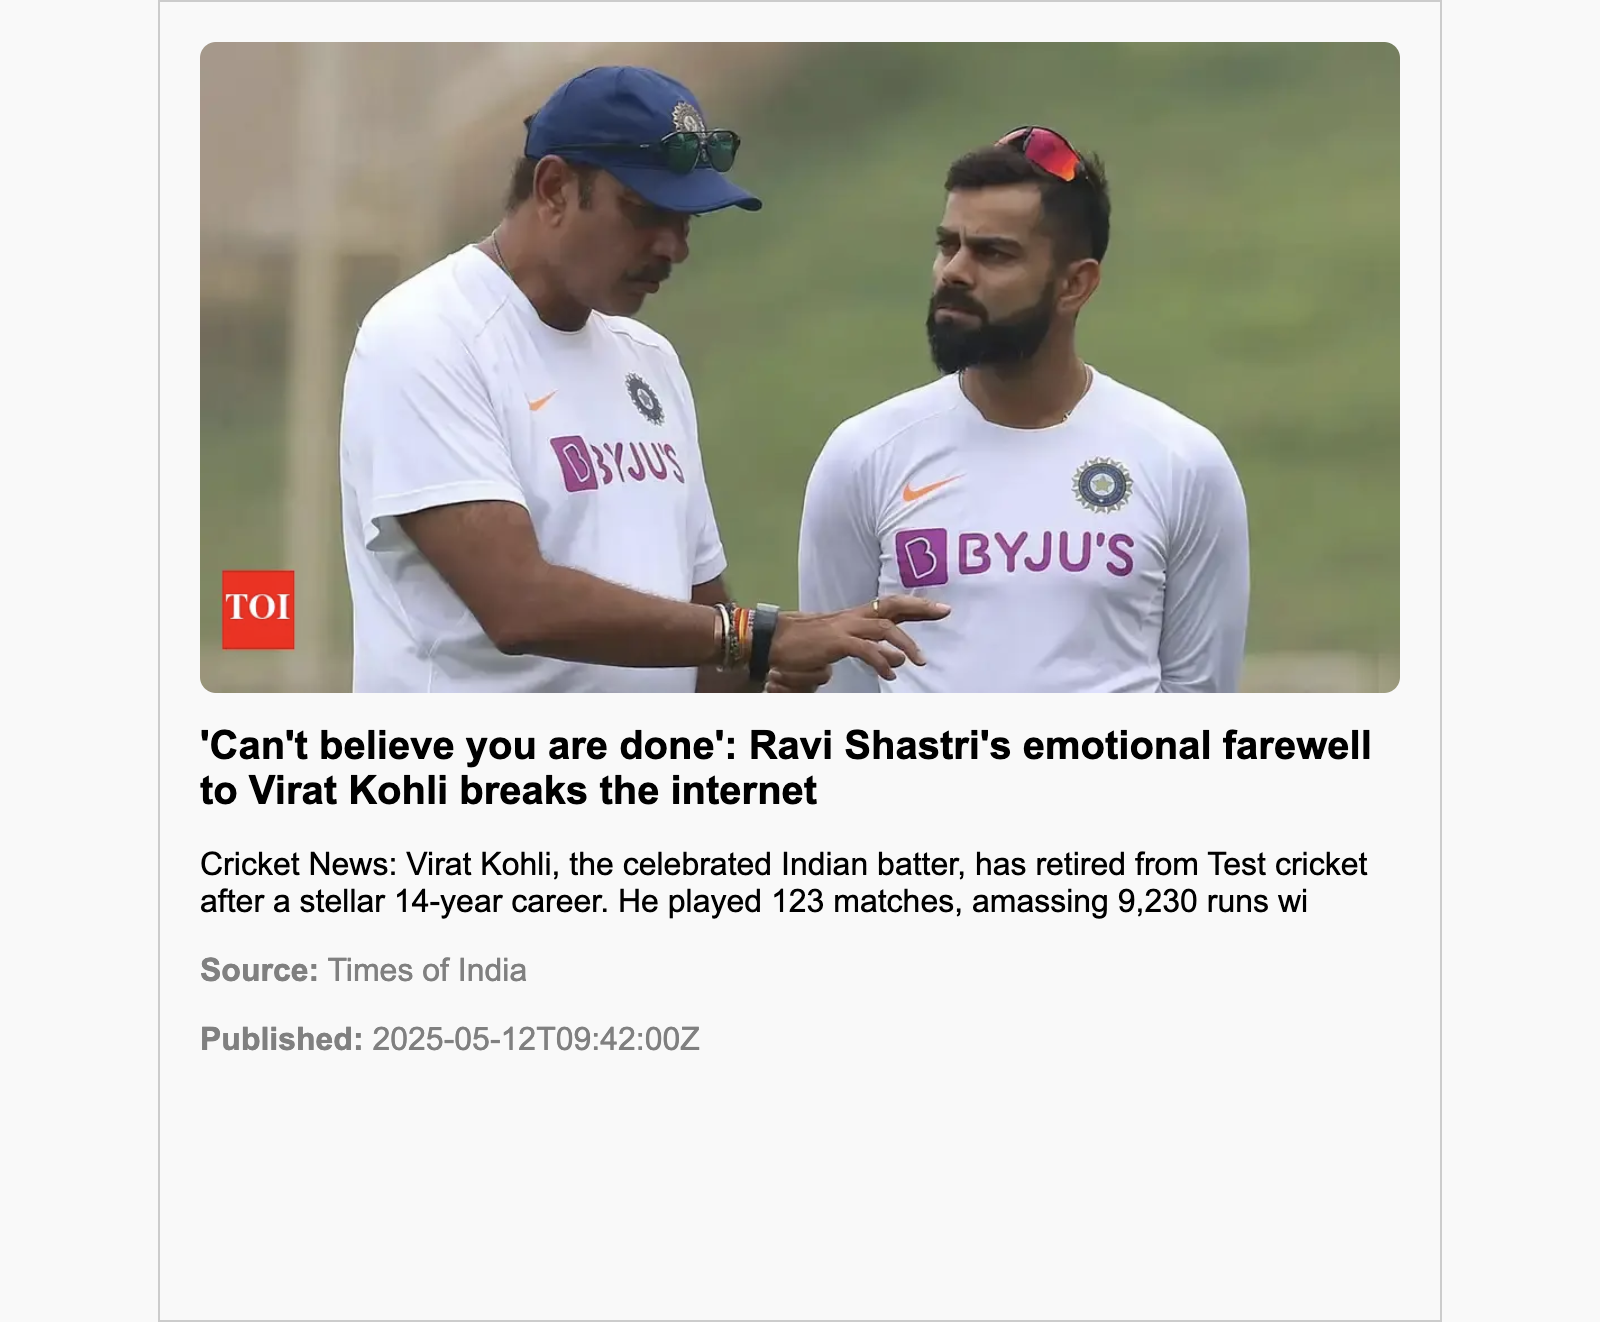 BYJU'S
BYJU'S
TOI
'Can't believe you are done': Ravi Shastri's emotional farewell
to Virat Kohli breaks the internet
Cricket News: Virat Kohli, the celebrated Indian batter, has retired from Test cricket
after a stellar 14-year career. He played 123 matches, amassing 9,230 runs wi
Source: Times of India
Published: 2025-05-12T09:42:00Z